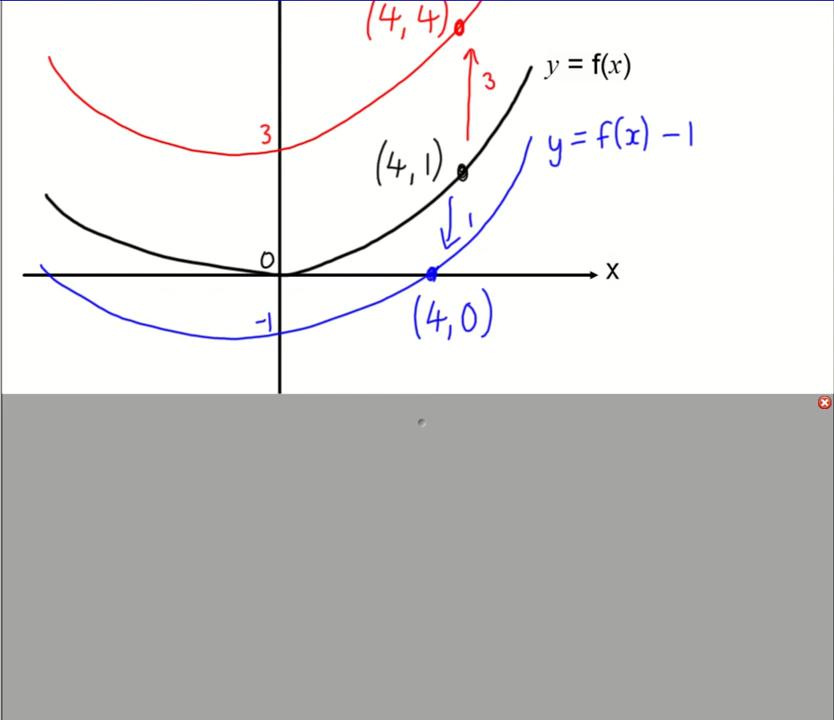 (4, 4)
3
y = f(x)
3
y = f(x) - 1
(4, 1)
1
0
x
-1
(4, 0)